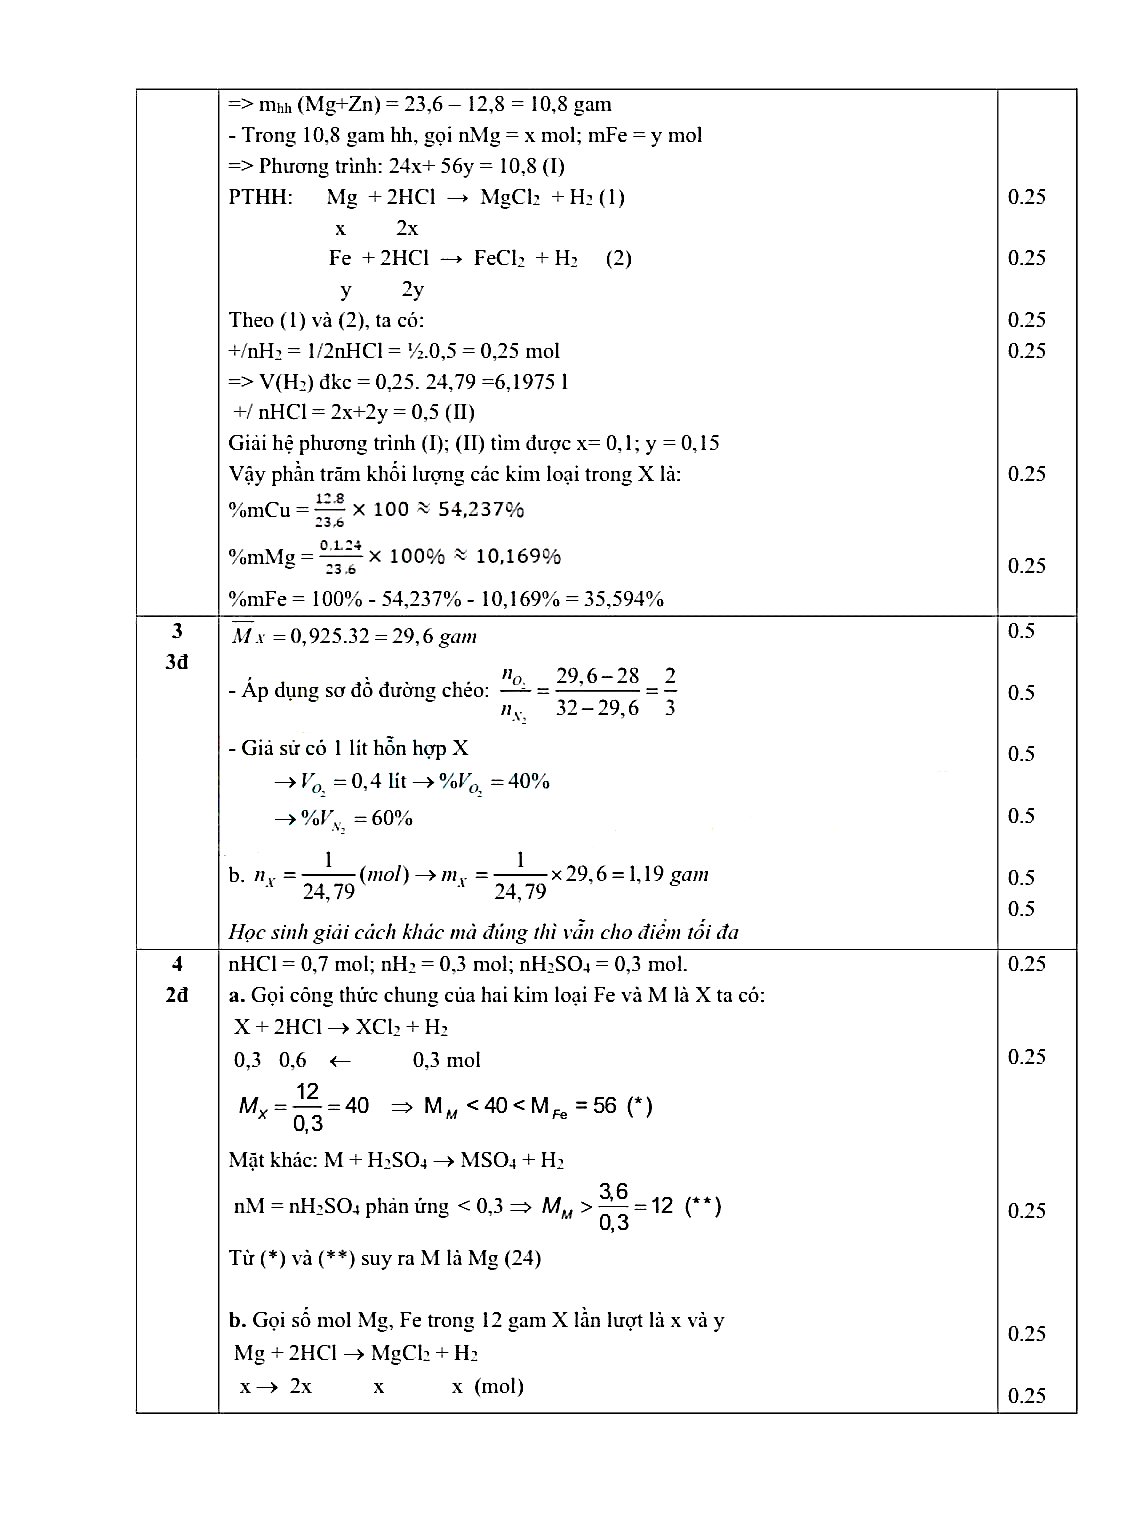 => mhh (Mg+Zn) = 23,6 – 12,8 = 10,8 gam
- Trong 10,8 gam hh, gọi nMg = x mol; mFe = y mol
=> Phương trình: 24x+ 56y = 10,8 (I)
PTHH: Mg + 2HCl → MgCl₂ + H₂ (1) 0.25
x 2x
Fe + 2HCl → FeCl₂ + H₂ (2) 0.25
y 2y
Theo (1) và (2), ta có: 0.25
+/nH₂ = 1/2nHCl = ½.0,5 = 0,25 mol 0.25
=> V(H₂) đkc = 0,25. 24,79 =6,1975 l
+/ nHCl = 2x+2y = 0,5 (II)
Giải hệ phương trình (I); (II) tìm được x= 0,1; y = 0,15
Vậy phần trăm khối lượng các kim loại trong X là: 0.25
%mCu = 12.8/23,6 × 100 ≈ 54,237%
%mMg = 0,1.24/23,6 × 100% ≈ 10,169% 0.25
%mFe = 100% - 54,237% - 10,169% = 35,594%
3 M̅X = 0,925.32 = 29,6 gam 0.5
3đ
- Áp dụng sơ đồ đường chéo: nO₂/nN₂ = (29,6−28)/(32−29,6) = 2/3 0.5
- Giả sử có 1 lít hỗn hợp X 0.5
→ VO₂ = 0,4 lít → %VO₂ = 40%
→ %VN₂ = 60% 0.5
b. nX = 1/24,79 (mol) → mX = 1/24,79 × 29,6 = 1,19 gam 0.5
0.5
Học sinh giải cách khác mà đúng thì vẫn cho điểm tối đa
4 nHCl = 0,7 mol; nH₂ = 0,3 mol; nH₂SO₄ = 0,3 mol. 0.25
2đ a. Gọi công thức chung của hai kim loại Fe và M là X ta có:
X + 2HCl → XCl₂ + H₂
0,3 0,6 ← 0,3 mol 0.25
MX = 12/0,3 = 40 ⇒ MM < 40 < MFe = 56 (*)
Mặt khác: M + H₂SO₄ → MSO₄ + H₂
nM = nH₂SO₄ phản ứng < 0,3 ⇒ MM > 3,6/0,3 = 12 (**) 0.25
Từ (*) và (**) suy ra M là Mg (24)
b. Gọi số mol Mg, Fe trong 12 gam X lần lượt là x và y 0.25
Mg + 2HCl → MgCl₂ + H₂
x → 2x x x (mol) 0.25